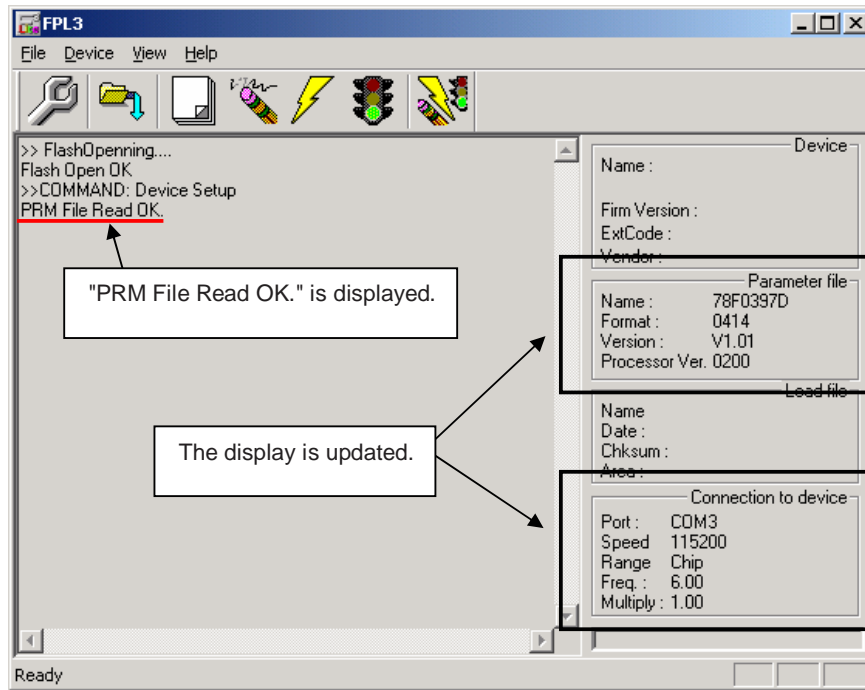 FPL3
File Device View Help
>> FlashOpenning....
Flash Open OK
>>COMMAND: Device Setup
PRM File Read OK.
"PRM File Read OK." is displayed.
The display is updated.
Device
Name :
Firm Version :
ExtCode :
Vendor :
Parameter file
Name : 78F0397D
Format : 0414
Version : V1.01
Processor Ver. 0200
Load file
Name
Date :
Chksum :
Area :
Connection to device
Port : COM3
Speed 115200
Range Chip
Freq. : 6.00
Multiply : 1.00
Ready